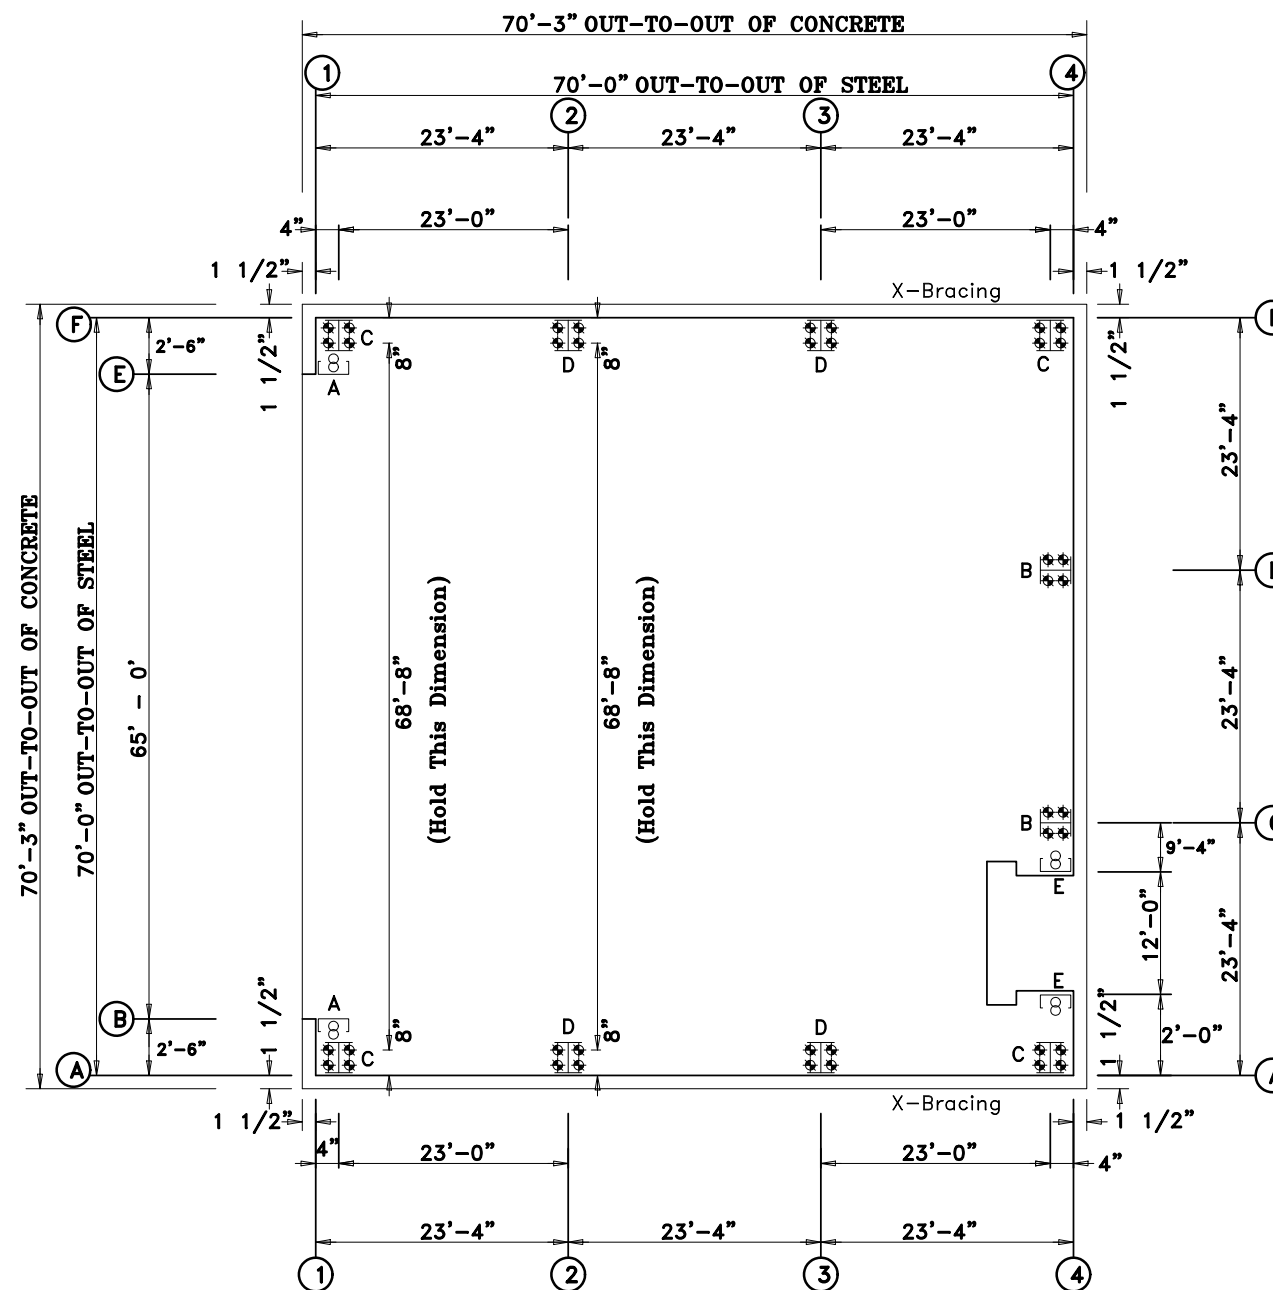 70'-3" OUT-TO-OUT OF CONCRETE
1
4
70'-0" OUT-TO-OUT OF STEEL
2
3
23'-4"
23'-4"
23'-4"
4"
23'-0"
23'-0"
4"
1 1/2"
1 1/2"
X-Bracing
F
2'-6"
1 1/2"
C
8"
D
8"
D
C
1 1/2"
E
A
23'-4"
70'-3" OUT-TO-OUT OF CONCRETE
70'-0" OUT-TO-OUT OF STEEL
65' - 0'
68'-8"
(Hold This Dimension)
68'-8"
(Hold This Dimension)
B
23'-4"
B
9'-4"
E
12'-0"
23'-4"
E
1 1/2"
A
B
2'-6"
1 1/2"
C
8"
D
8"
D
C
2'-0"
A
X-Bracing
1 1/2"
1 1/2"
4"
23'-0"
23'-0"
4"
23'-4"
23'-4"
23'-4"
1
2
3
4